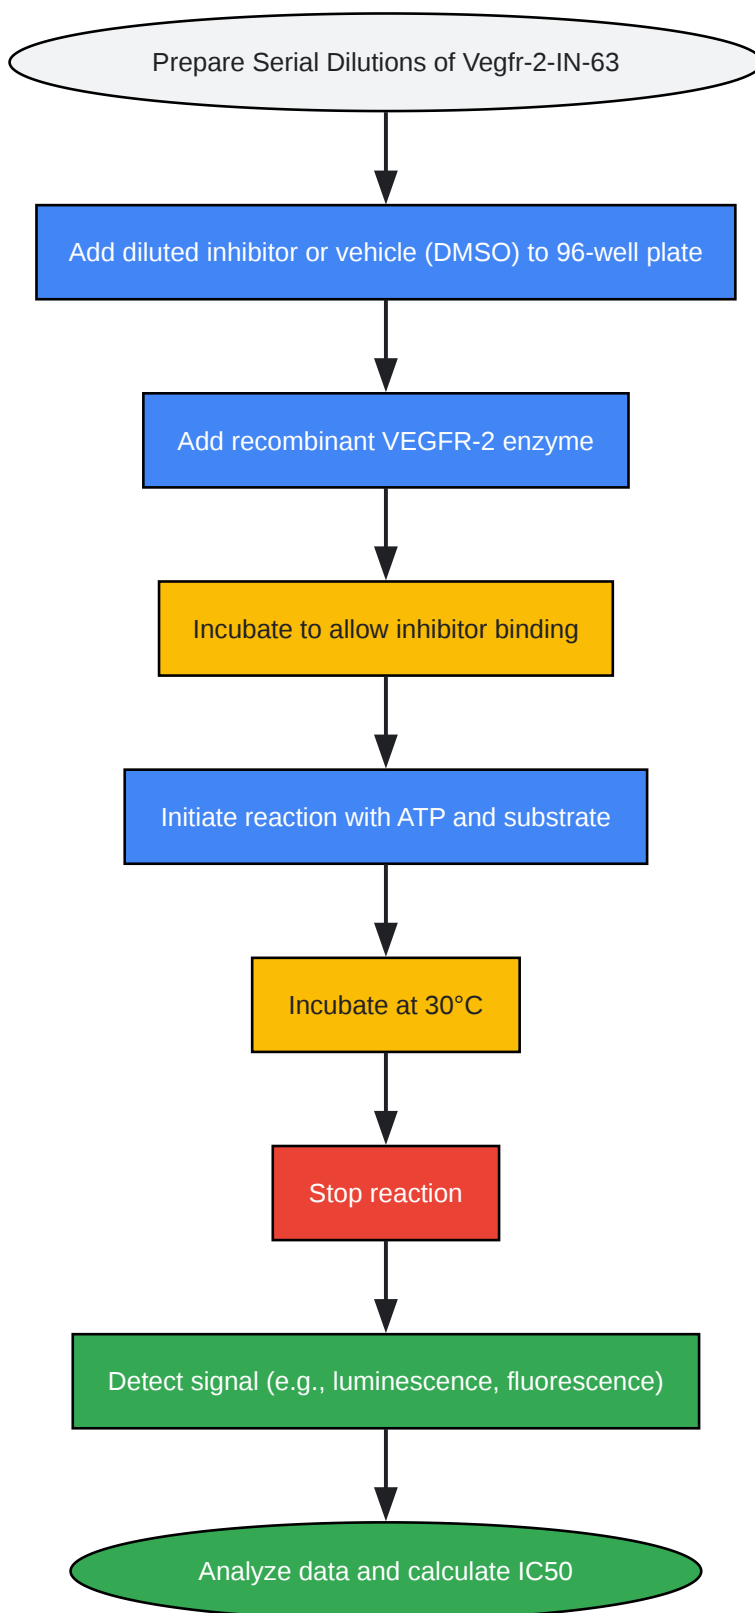 Prepare Serial Dilutions of Vegfr-2-IN-63
Add diluted inhibitor or vehicle (DMSO) to 96-well plate
Add recombinant VEGFR-2 enzyme
Incubate to allow inhibitor binding
Initiate reaction with ATP and substrate
Incubate at 30°C
Stop reaction
Detect signal (e.g., luminescence, fluorescence)
Analyze data and calculate IC50